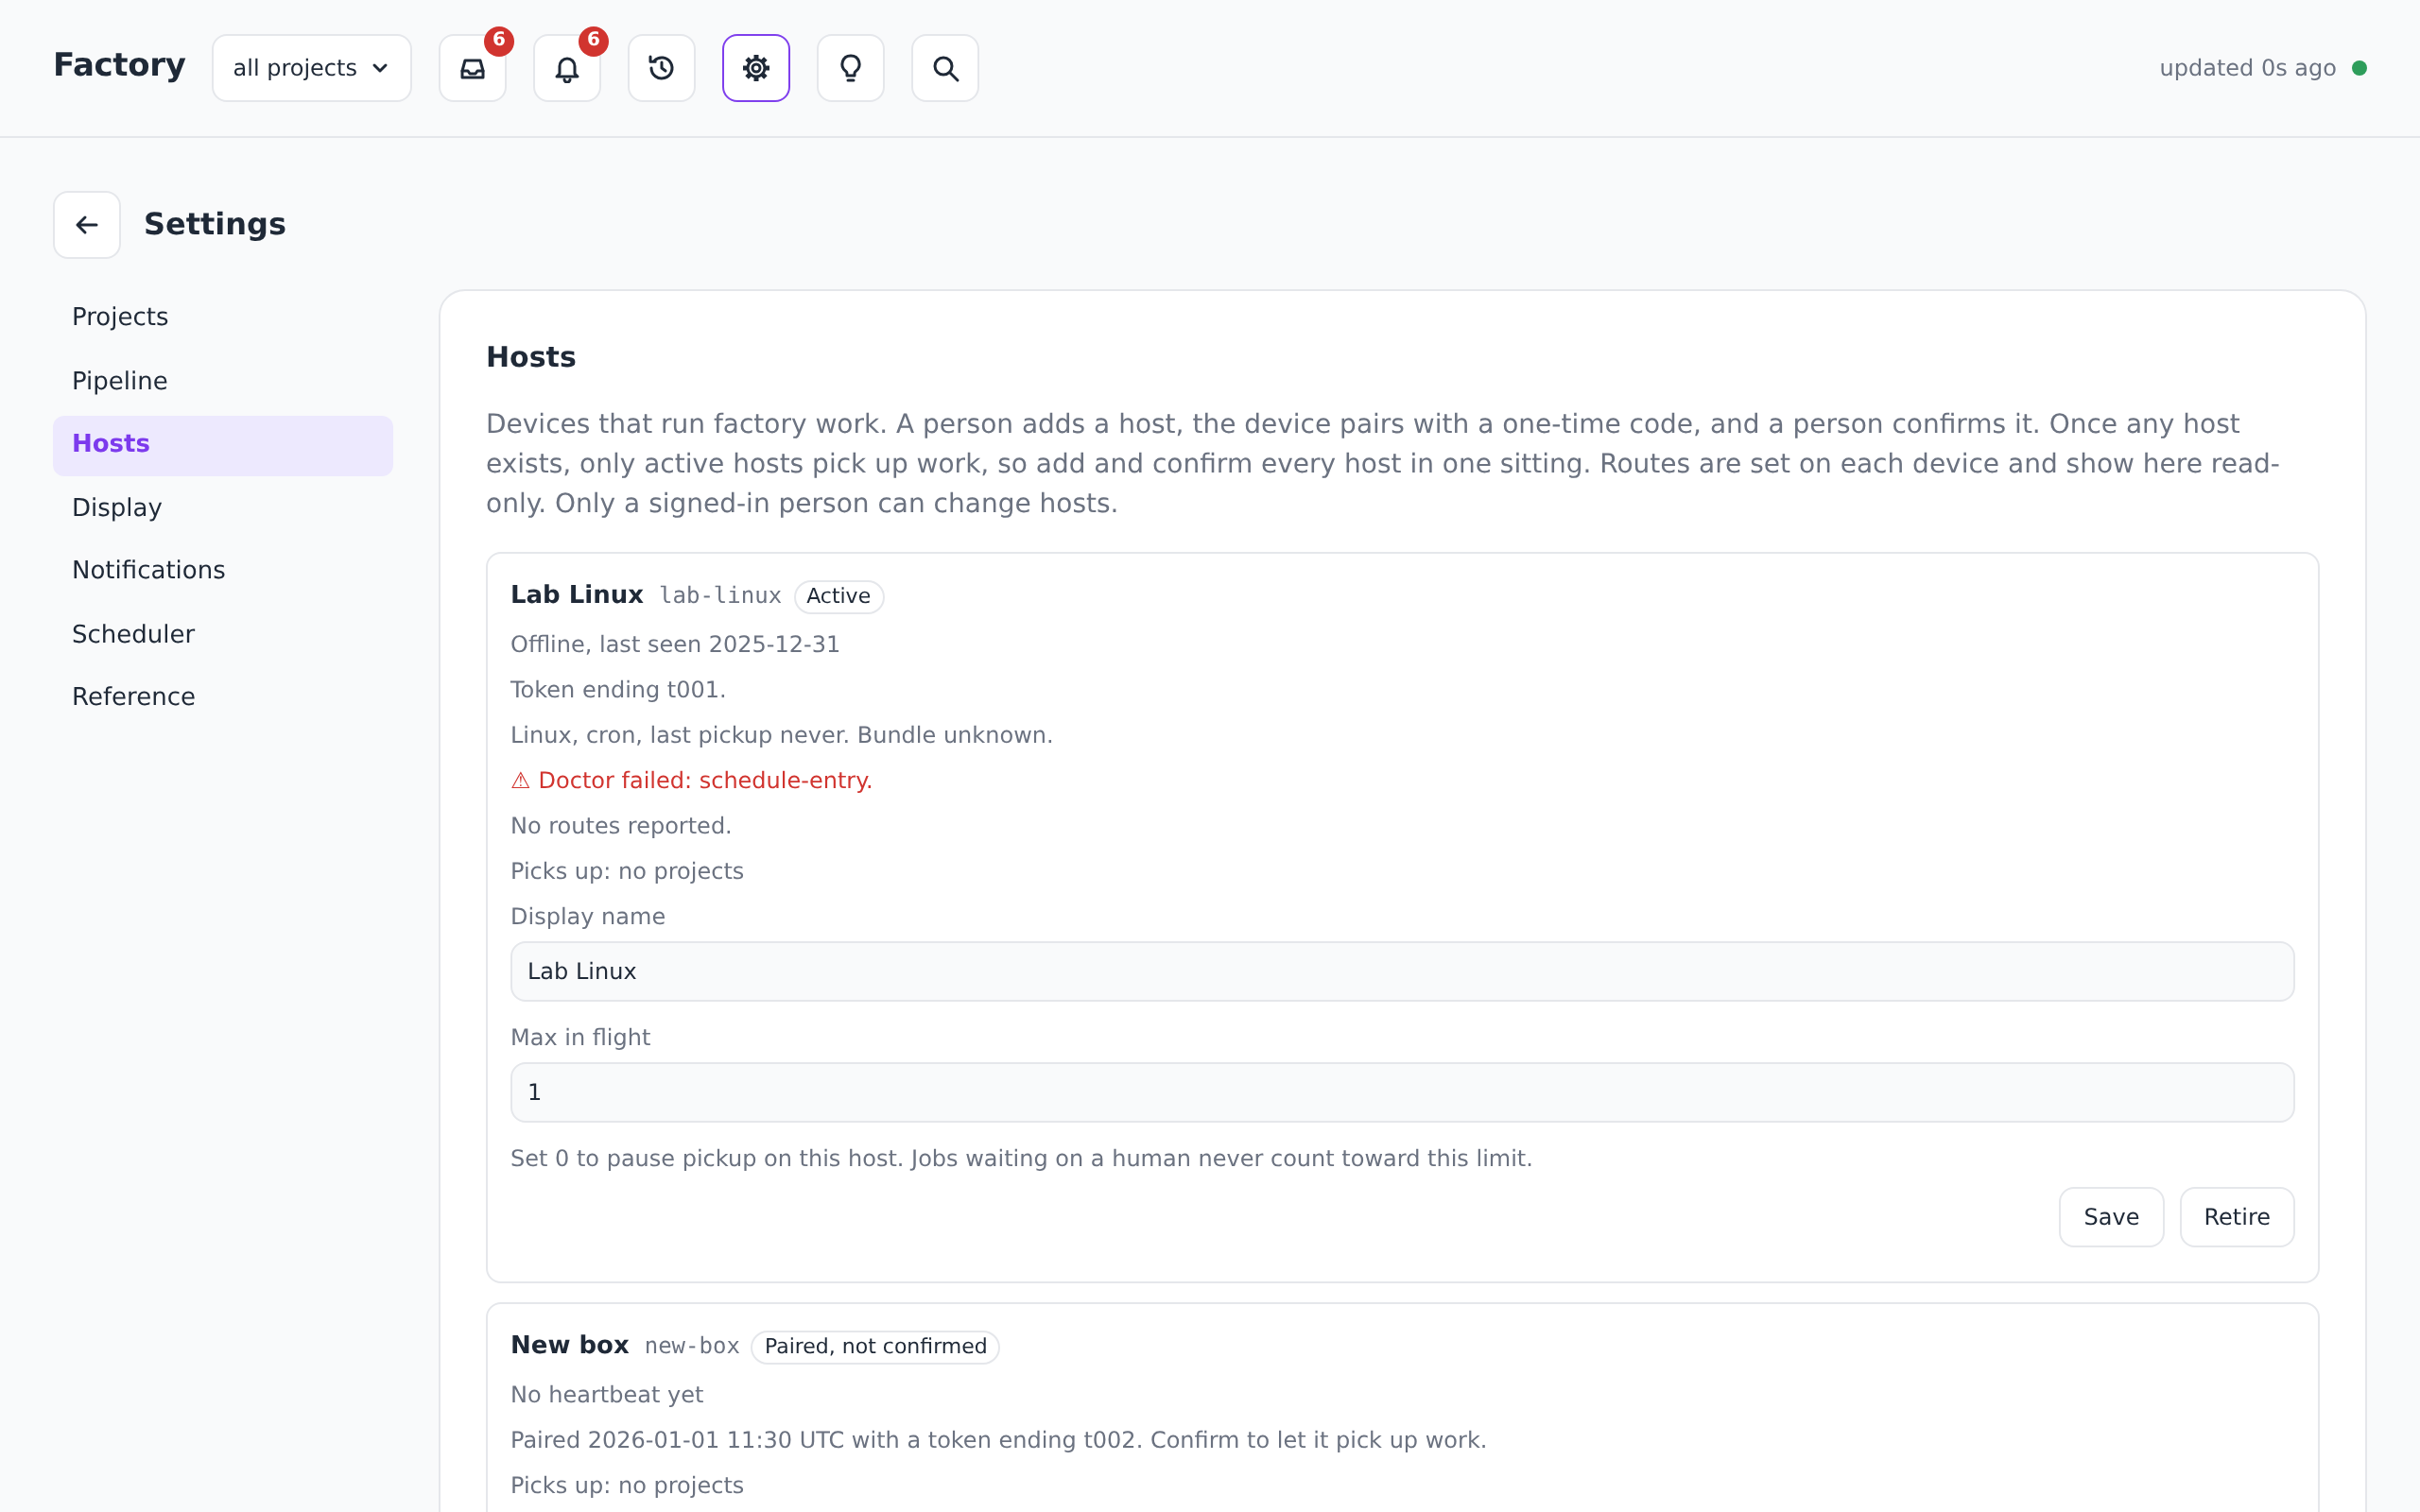 Factory
all projects
6
6
updated 0s ago
Settings
Projects
Pipeline
Hosts
Display
Notifications
Scheduler
Reference
Hosts
Devices that run factory work. A person adds a host, the device pairs with a one-time code, and a person confirms it. Once any host
exists, only active hosts pick up work, so add and confirm every host in one sitting. Routes are set on each device and show here read-
only. Only a signed-in person can change hosts.
Lab Linux lab-linux Active
Offline, last seen 2025-12-31
Token ending t001.
Linux, cron, last pickup never. Bundle unknown.
⚠ Doctor failed: schedule-entry.
No routes reported.
Picks up: no projects
Display name
Lab Linux
Max in flight
1
Set 0 to pause pickup on this host. Jobs waiting on a human never count toward this limit.
Save Retire
New box new-box Paired, not confirmed
No heartbeat yet
Paired 2026-01-01 11:30 UTC with a token ending t002. Confirm to let it pick up work.
Picks up: no projects